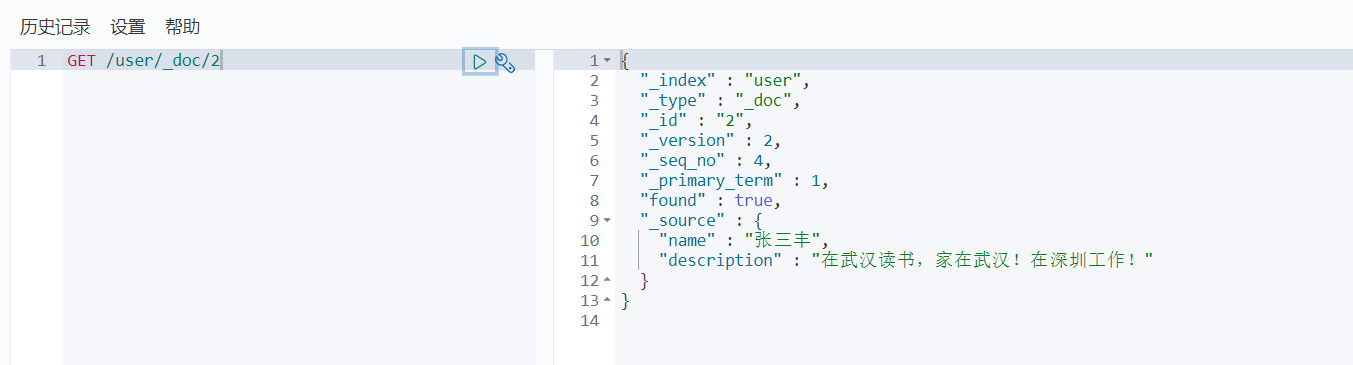 历史记录 设置 帮助
1 GET /user/_doc/2
1 {
2 "_index" : "user",
3 "_type" : "_doc",
4 "_id" : "2",
5 "_version" : 2,
6 "_seq_no" : 4,
7 "_primary_term" : 1,
8 "found" : true,
9 "_source" : {
10 "name" : "张三丰",
11 "description" : "在武汉读书，家在武汉！在深圳工作！"
12 }
13 }
14